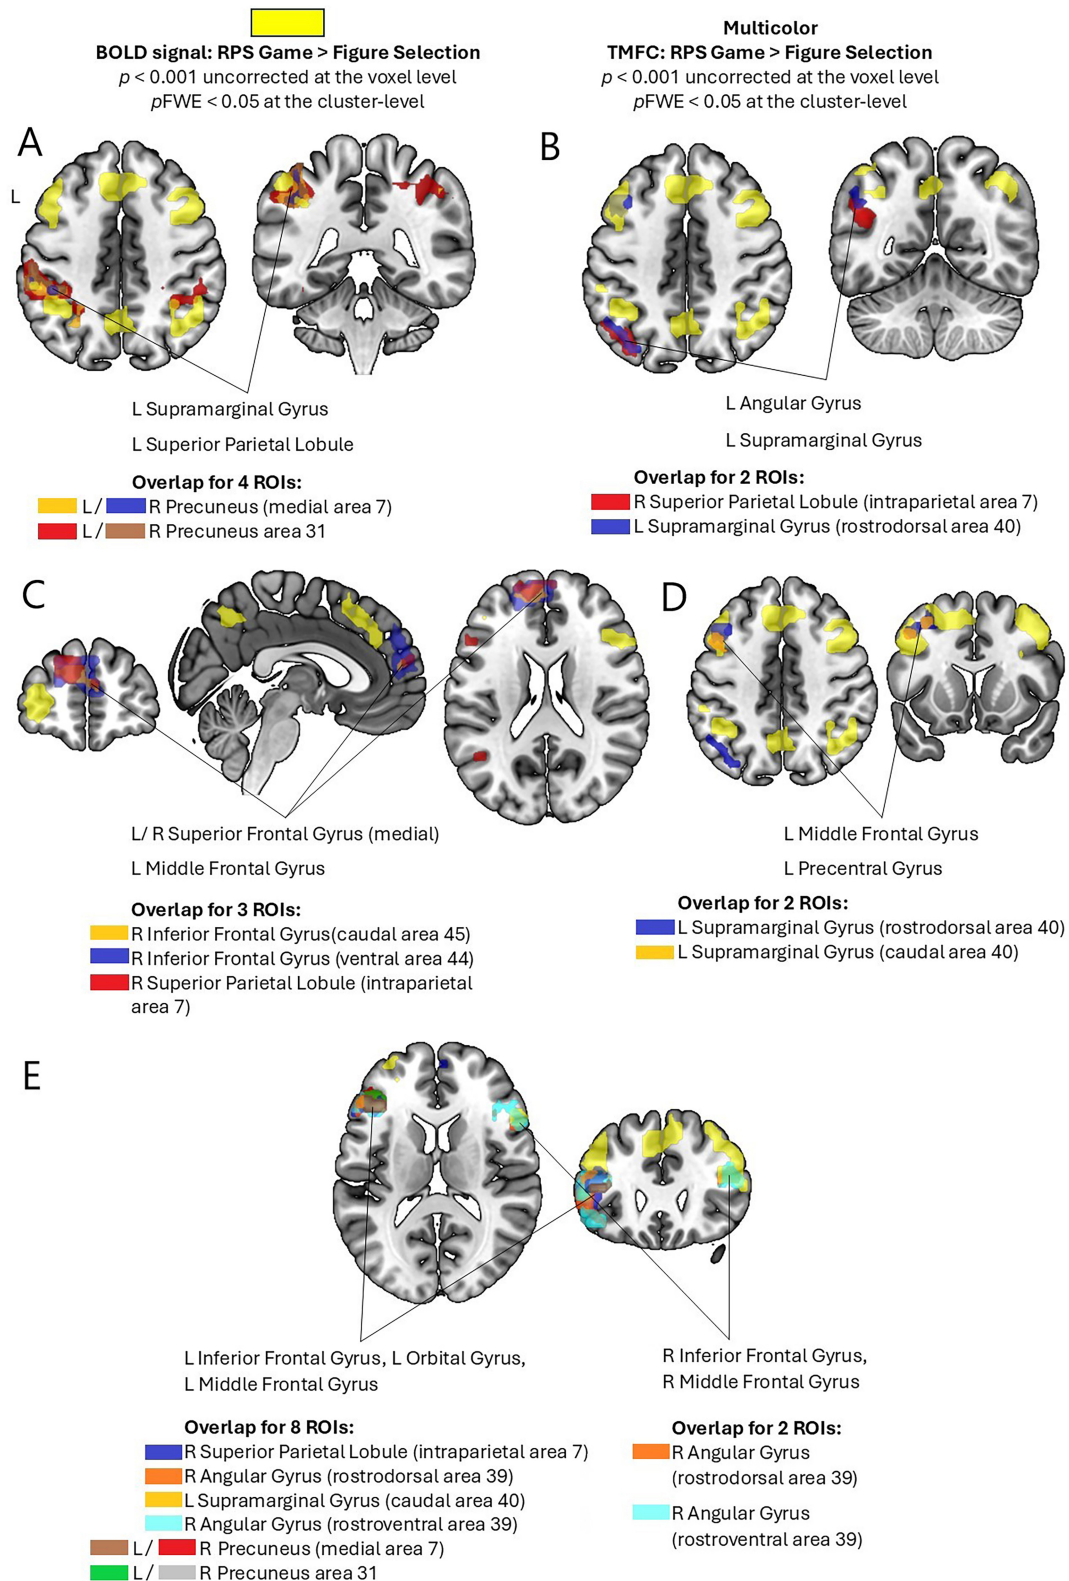 BOLD signal: RPS Game > Figure Selection
p < 0.001 uncorrected at the voxel level
pFWE < 0.05 at the cluster-level
Multicolor
TMFC: RPS Game > Figure Selection
p < 0.001 uncorrected at the voxel level
pFWE < 0.05 at the cluster-level
A
L
L Supramarginal Gyrus
L Superior Parietal Lobule
Overlap for 4 ROIs:
L / R Precuneus (medial area 7)
L / R Precuneus area 31
B
L Angular Gyrus
L Supramarginal Gyrus
Overlap for 2 ROIs:
R Superior Parietal Lobule (intraparietal area 7)
L Supramarginal Gyrus (rostrodorsal area 40)
C
L/ R Superior Frontal Gyrus (medial)
L Middle Frontal Gyrus
Overlap for 3 ROIs:
R Inferior Frontal Gyrus(caudal area 45)
R Inferior Frontal Gyrus (ventral area 44)
R Superior Parietal Lobule (intraparietal
area 7)
D
L Middle Frontal Gyrus
L Precentral Gyrus
Overlap for 2 ROIs:
L Supramarginal Gyrus (rostrodorsal area 40)
L Supramarginal Gyrus (caudal area 40)
E
L Inferior Frontal Gyrus, L Orbital Gyrus,
L Middle Frontal Gyrus
Overlap for 8 ROIs:
R Superior Parietal Lobule (intraparietal area 7)
R Angular Gyrus (rostrodorsal area 39)
L Supramarginal Gyrus (caudal area 40)
R Angular Gyrus (rostroventral area 39)
L / R Precuneus (medial area 7)
L / R Precuneus area 31
R Inferior Frontal Gyrus,
R Middle Frontal Gyrus
Overlap for 2 ROIs:
R Angular Gyrus
(rostrodorsal area 39)
R Angular Gyrus
(rostroventral area 39)